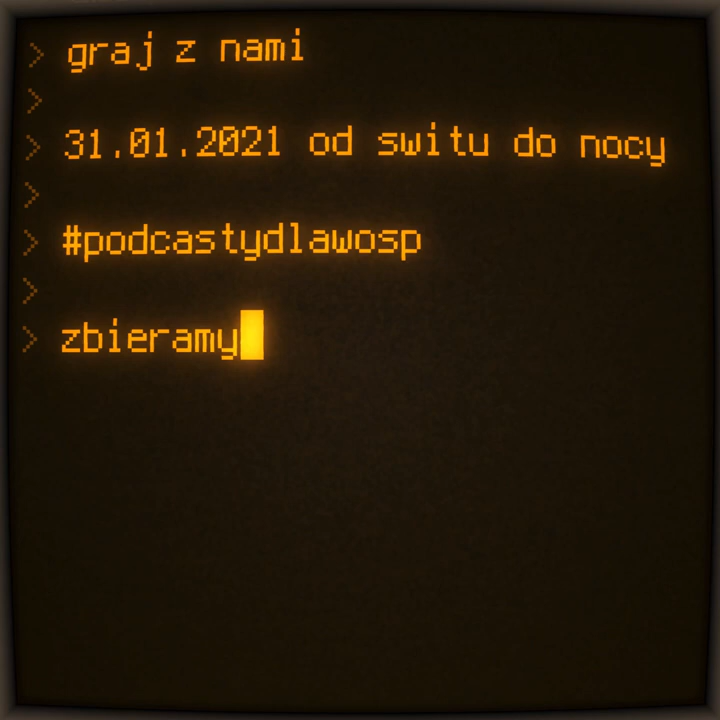 > graj z nami
>
> 31.01.2021 od switu do nocy
>
> #podcastydlawosp
>
> zbieramy